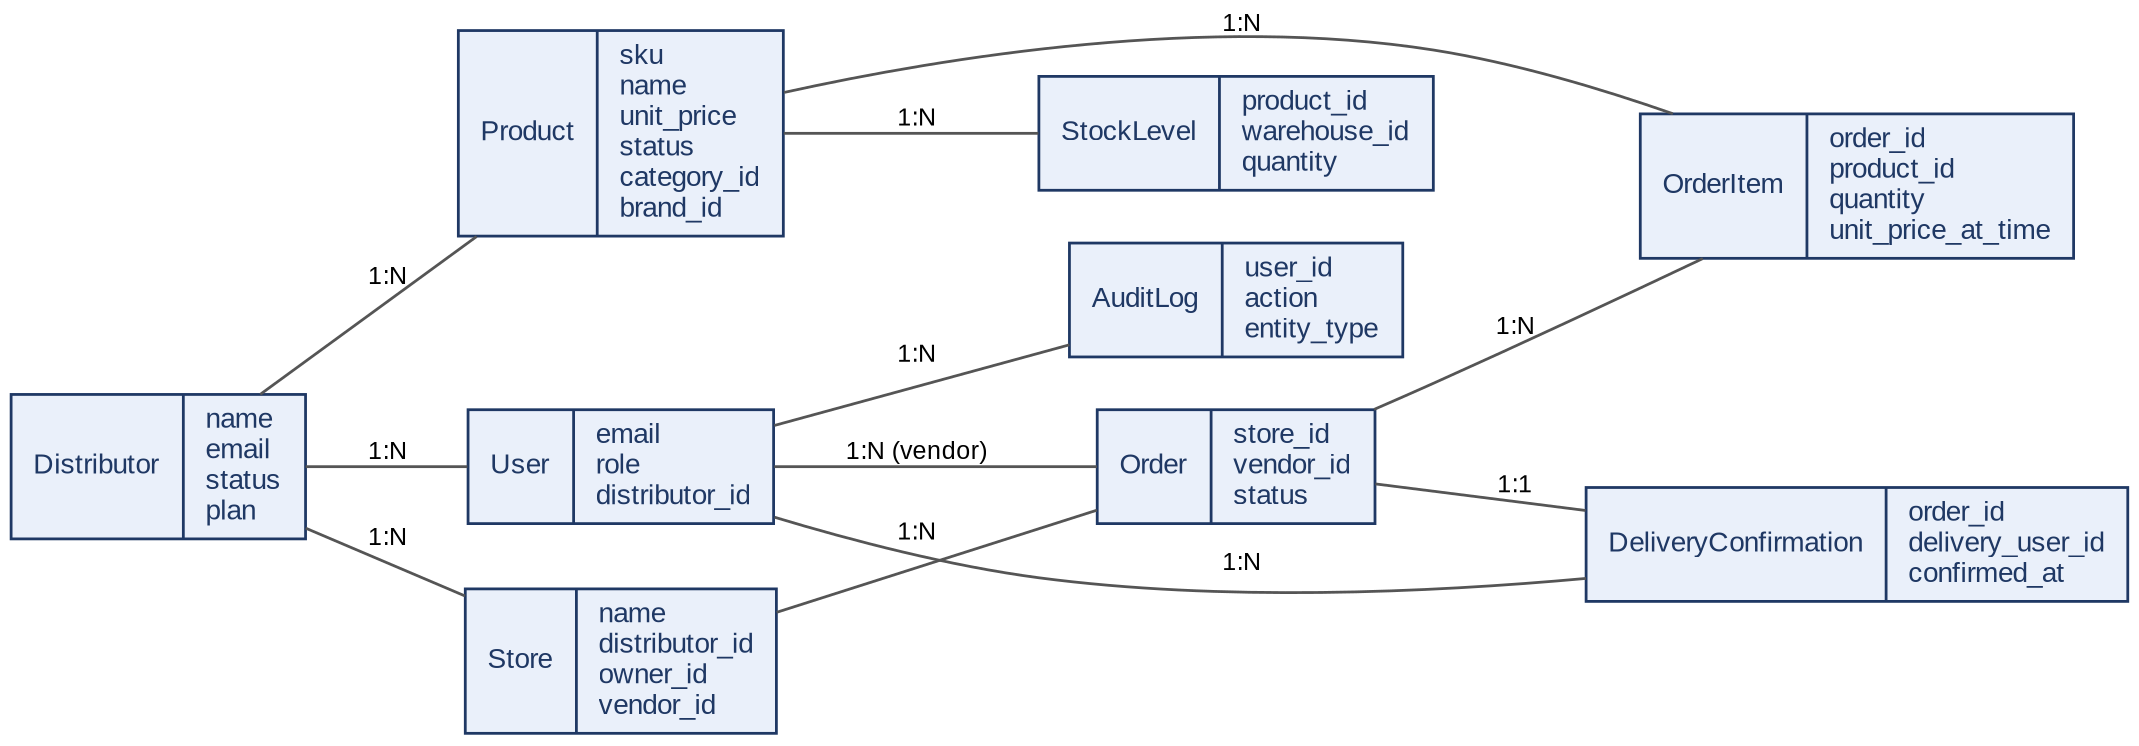 1:N
Product
sku
name
unit_price
status
category_id
brand_id
1:N
StockLevel
product_id
warehouse_id
quantity
OrderItem
order_id
product_id
quantity
unit_price_at_time
1:N
AuditLog
user_id
action
entity_type
1:N
1:N
Distributor
name
email
status
plan
1:N
User
email
role
distributor_id
1:N (vendor)
Order
store_id
vendor_id
status
1:1
1:N
1:N
1:N
DeliveryConfirmation
order_id
delivery_user_id
confirmed_at
Store
name
distributor_id
owner_id
vendor_id